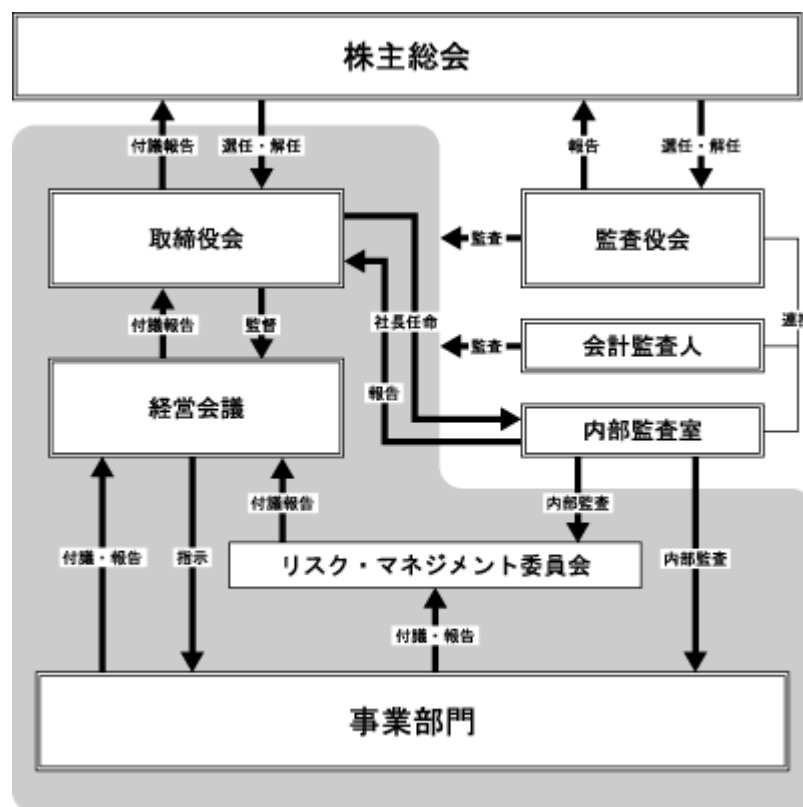 株主総会
付議報告
選任・解任
報告
選任・解任
取締役会
監査
監査役会
付議報告
監督
社長任命
連携
監査
会計監査人
経営会議
報告
内部監査室
付議報告
内部監査
付議・報告
指示
リスク・マネジメント委員会
内部監査
付議・報告
事業部門